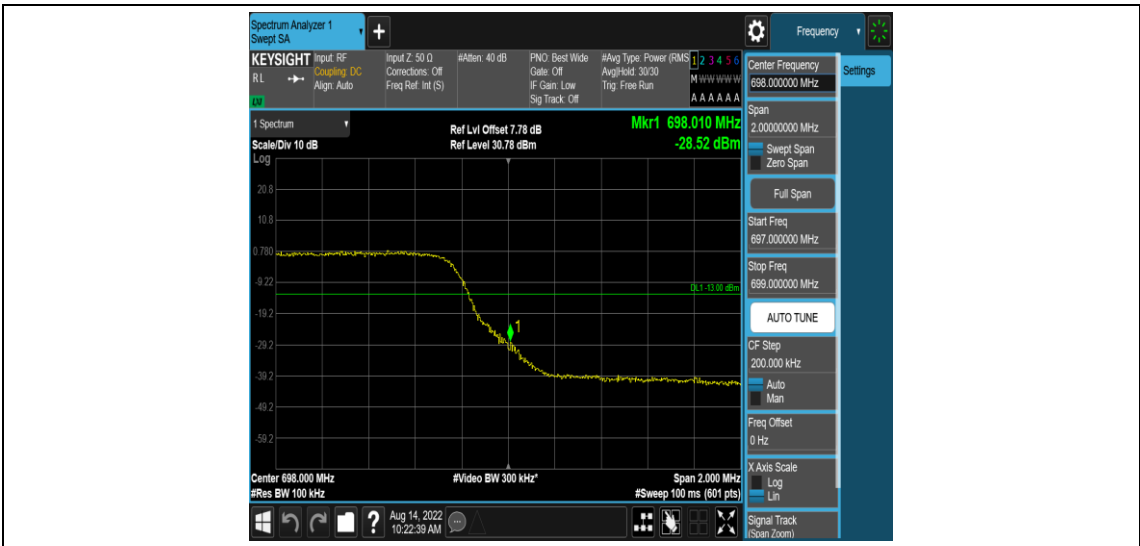 Spectrum Analyzer 1
Swept SA
+
Frequency
KEYSIGHT
RL
LXI
Input: RF
Coupling: DC
Align: Auto
Input Z: 50 Ω
Corrections: Off
Freq Ref: Int (S)
#Atten: 40 dB
PNO: Best Wide
Gate: Off
IF Gain: Low
Sig Track: Off
#Avg Type: Power (RMS
Avg|Hold: 30/30
Trig: Free Run
1 2 3 4 5 6
M W W W W W
A A A A A A
1 Spectrum
Scale/Div 10 dB
Log
Ref Lvl Offset 7.78 dB
Ref Level 30.78 dBm
Mkr1 698.010 MHz
-28.52 dBm
20.8
10.8
0.780
-9.22
-19.2
-29.2
-39.2
-49.2
-59.2
DL1 -13.00 dBm
1
Center 698.000 MHz
#Res BW 100 kHz
#Video BW 300 kHz*
Span 2.000 MHz
#Sweep 100 ms (601 pts)
?
Aug 14, 2022
10:22:39 AM
Center Frequency
698.000000 MHz
Settings
Span
2.00000000 MHz
Swept Span
Zero Span
Full Span
Start Freq
697.000000 MHz
Stop Freq
699.000000 MHz
AUTO TUNE
CF Step
200.000 kHz
Auto
Man
Freq Offset
0 Hz
X Axis Scale
Log
Lin
Signal Track
(Span Zoom)